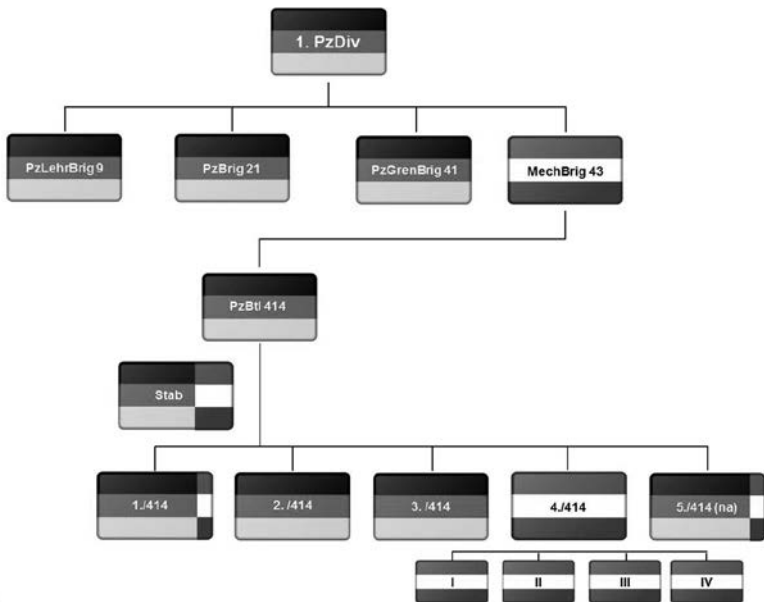 1. PzDiv
PzLehrBrig 9
PzBrig 21
PzGrenBrig 41
MechBrig 43
PzBtl 414
Stab
1./414
2. /414
3. /414
4./414
5./414 (na)
I
II
III
IV